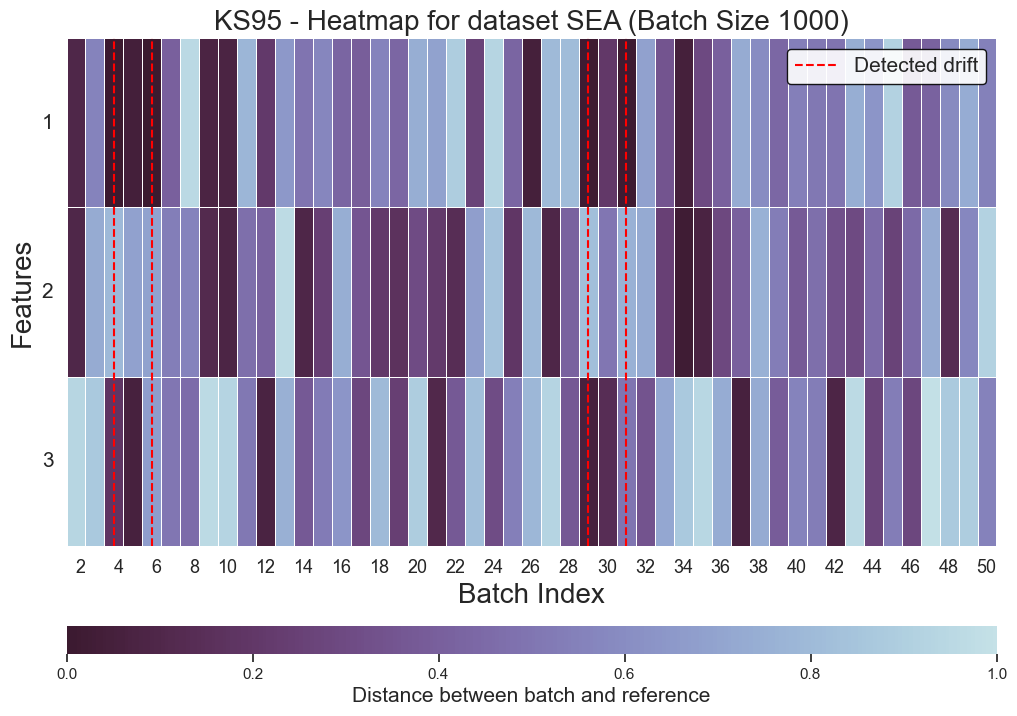 KS95 - Heatmap for dataset SEA (Batch Size 1000)
Detected drift
Features
1
2
3
2 4 6 8 10 12 14 16 18 20 22 24 26 28 30 32 34 36 38 40 42 44 46 48 50
Batch Index
0.0 0.2 0.4 0.6 0.8 1.0
Distance between batch and reference